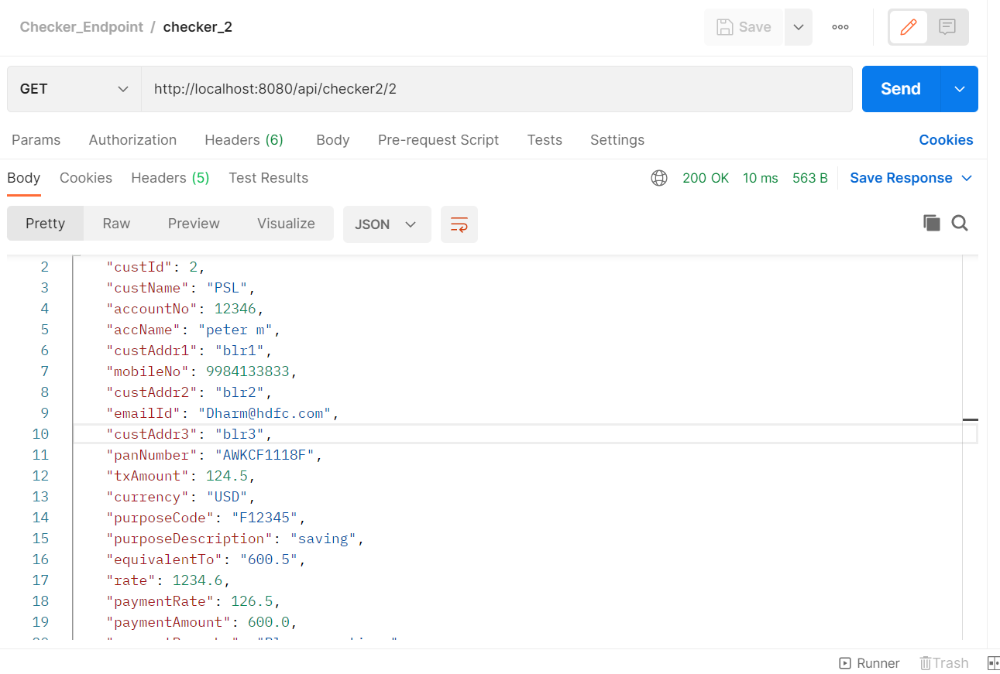 Checker_Endpoint / checker_2
Save
GET
http://localhost:8080/api/checker2/2
Send
Params Authorization Headers (6) Body Pre-request Script Tests Settings Cookies
Body Cookies Headers (5) Test Results 200 OK 10 ms 563 B Save Response
Pretty Raw Preview Visualize JSON
2 "custId": 2,
3 "custName": "PSL",
4 "accountNo": 12346,
5 "accName": "peter m",
6 "custAddr1": "blr1",
7 "mobileNo": 9984133833,
8 "custAddr2": "blr2",
9 "emailId": "Dharm@hdfc.com",
10 "custAddr3": "blr3",
11 "panNumber": "AWKCF1118F",
12 "txAmount": 124.5,
13 "currency": "USD",
14 "purposeCode": "F12345",
15 "purposeDescription": "saving",
16 "equivalentTo": "600.5",
17 "rate": 1234.6,
18 "paymentRate": 126.5,
19 "paymentAmount": 600.0,
Runner Trash